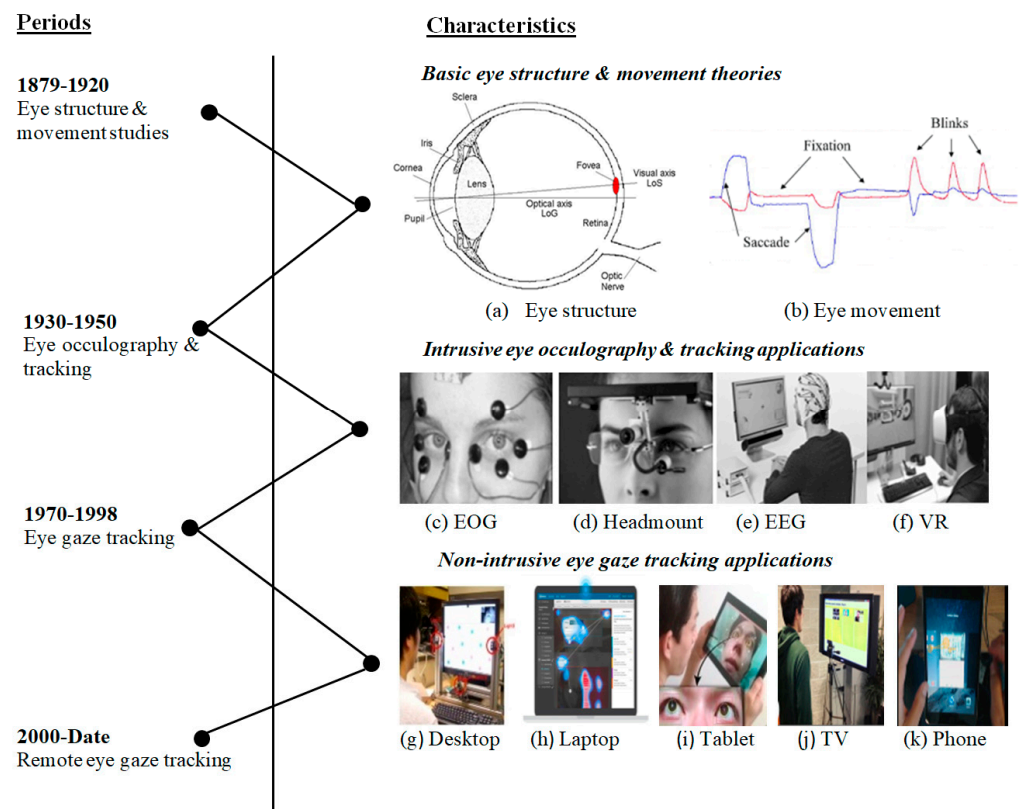 Periods
Characteristics
1879-1920
Eye structure &
movement studies
1930-1950
Eye occulography &
tracking
1970-1998
Eye gaze tracking
2000-Date
Remote eye gaze tracking
Basic eye structure & movement theories
Sclera
Iris
Cornea
Lens
Pupil
Fovea
Visual axis
LoS
Optical axis
LoG
Retina
Optic
Nerve
(a) Eye structure
Blinks
Fixation
Saccade
(b) Eye movement
Intrusive eye occulography & tracking applications
(c) EOG
(d) Headmount
(e) EEG
(f) VR
Non-intrusive eye gaze tracking applications
(g) Desktop
(h) Laptop
(i) Tablet
(j) TV
(k) Phone